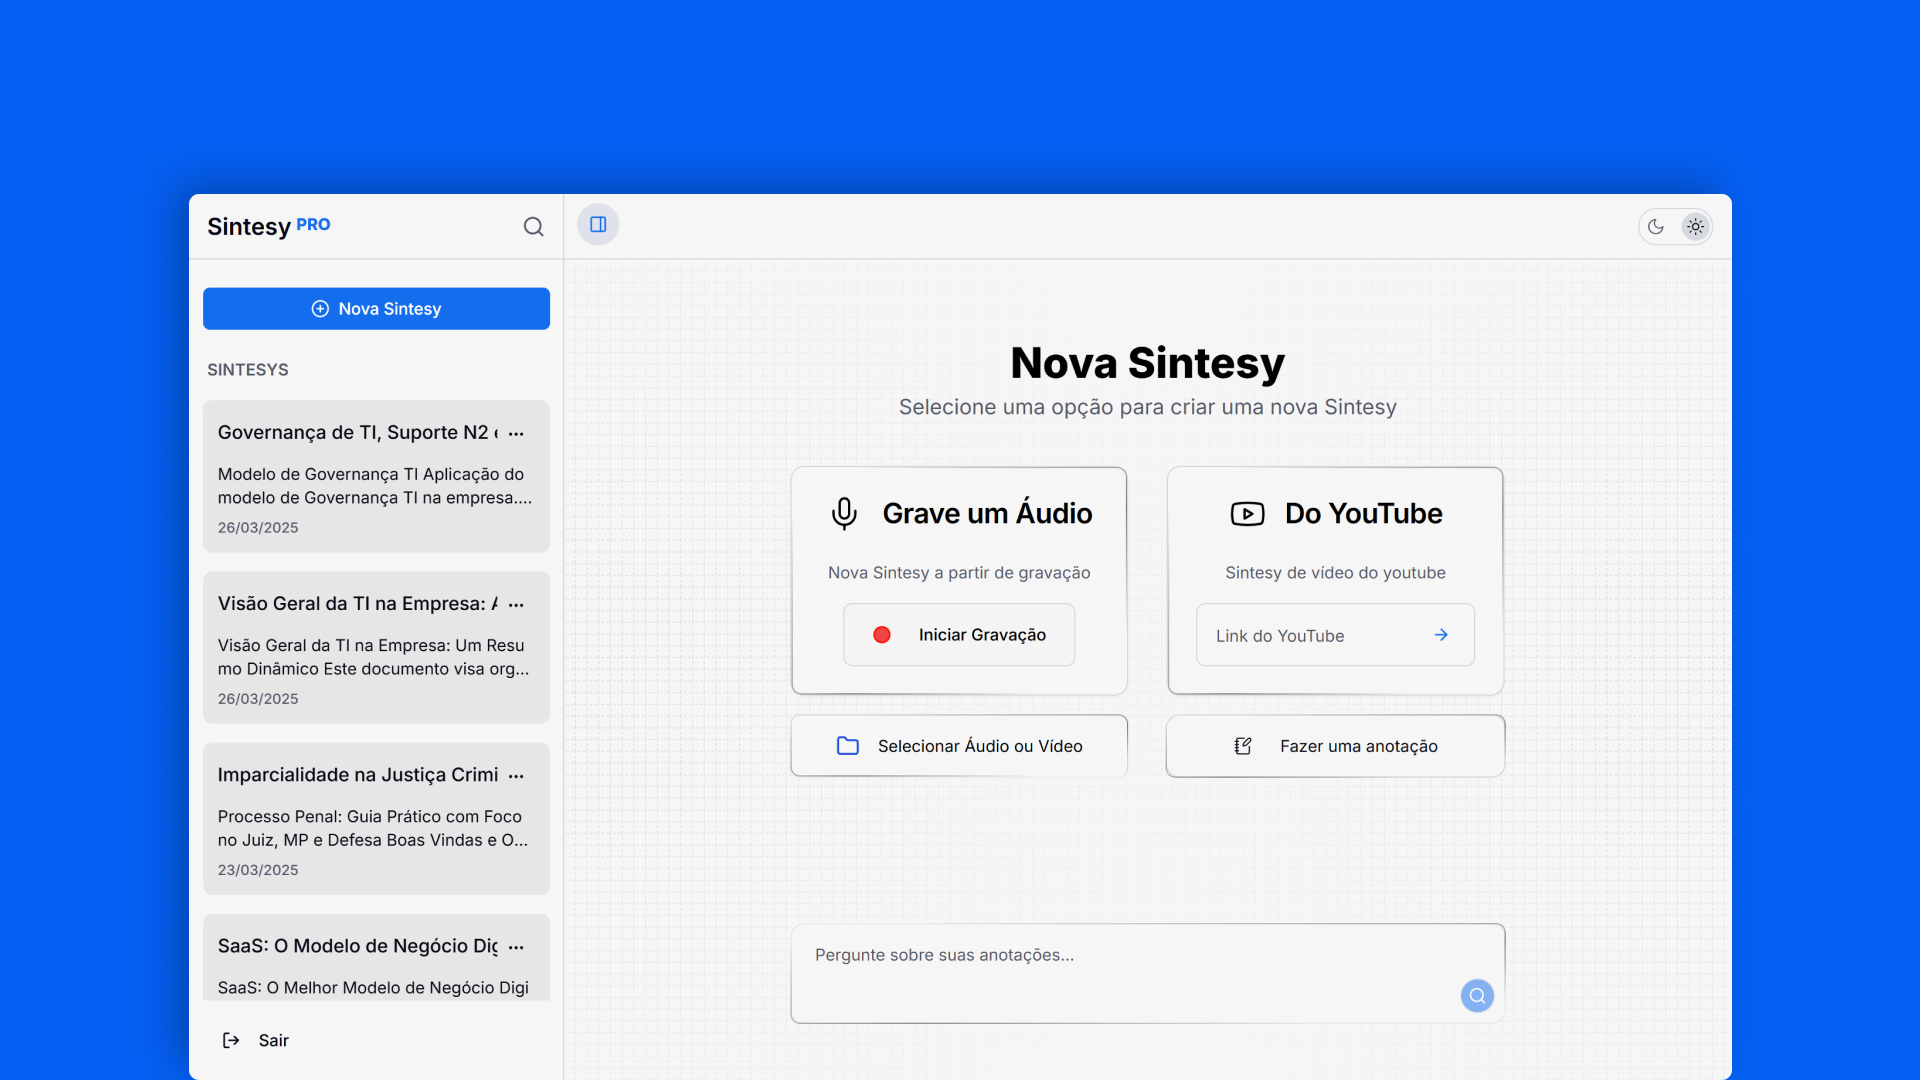 Sintesy PRO
Nova Sintesy
SINTESYS
Governança de TI, Suporte N2 ...
Modelo de Governança TI Aplicação do
modelo de Governança TI na empresa....
26/03/2025
Visão Geral da TI na Empresa: ...
Visão Geral da TI na Empresa: Um Resu
mo Dinâmico Este documento visa org...
26/03/2025
Imparcialidade na Justiça Crimi ...
Processo Penal: Guia Prático com Foco
no Juiz, MP e Defesa Boas Vindas e O...
23/03/2025
SaaS: O Modelo de Negócio Dig ...
SaaS: O Melhor Modelo de Negócio Digi
Sair
Nova Sintesy
Selecione uma opção para criar uma nova Sintesy
Grave um Áudio
Nova Sintesy a partir de gravação
Iniciar Gravação
Do YouTube
Sintesy de vídeo do youtube
Link do YouTube
Selecionar Áudio ou Vídeo
Fazer uma anotação
Pergunte sobre suas anotações...